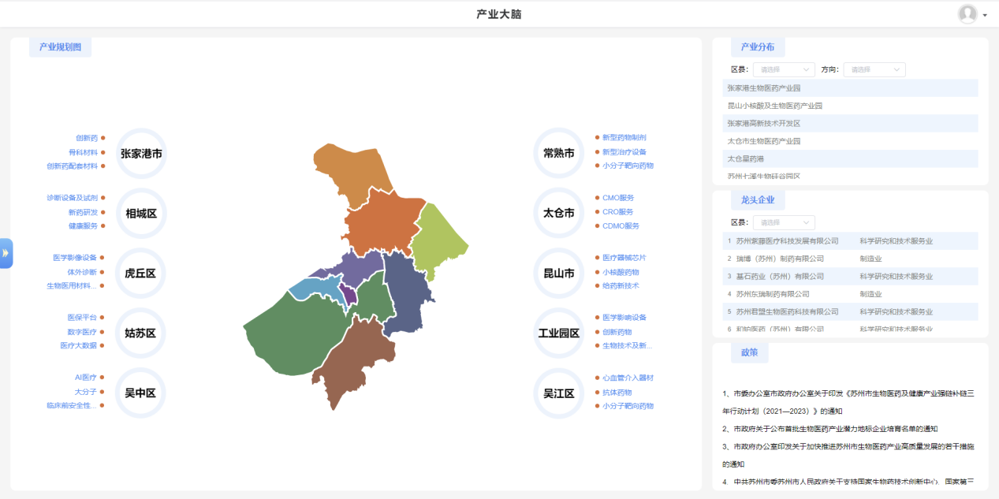 产业大脑
产业规划图
创新药
骨科材料
创新药配套材料
张家港市
诊断设备及试剂
新药研发
健康服务
相城区
医学影像设备
体外诊断
生物医用材料...
虎丘区
医保平台
数字医疗
医疗大数据
姑苏区
AI医疗
大分子
临床前安全性...
吴中区
常熟市
新型药物制剂
新型治疗设备
小分子靶向药物
太仓市
CMO服务
CRO服务
CDMO服务
昆山市
医疗器械芯片
小核酸药物
给药新技术
工业园区
医学影响设备
创新药物
生物技术及新...
吴江区
心血管介入器材
抗体药物
小分子靶向药物
产业分布
区县： 请选择 方向： 请选择
张家港生物医药产业园
昆山小核酸及生物医药产业园
张家港高新技术开发区
太仓市生物医药产业园
太仓星药港
苏州七溪生物硅谷园区
龙头企业
区县： 请选择
1 苏州紫藤医疗科技发展有限公司 科学研究和技术服务业
2 瑞博（苏州）制药有限公司 制造业
3 基石药业（苏州）有限公司 科学研究和技术服务业
4 苏州东瑞制药有限公司 制造业
5 苏州君盟生物医药科技有限公司 科学研究和技术服务业
6 和铂医药（苏州）有限公司 科学研究和技术服务业
政策
1、市委办公室市政府办公室关于印发《苏州市生物医药及健康产业强链补链三
年行动计划（2021—2023）》的通知
2、市政府关于公布首批生物医药产业潜力地标企业培育名单的通知
3、市政府办公室印发关于加快推进苏州市生物医药产业高质量发展的若干措施
的通知
4、中共苏州市委苏州市人民政府关于支持国家生物药技术创新中心、国家第三